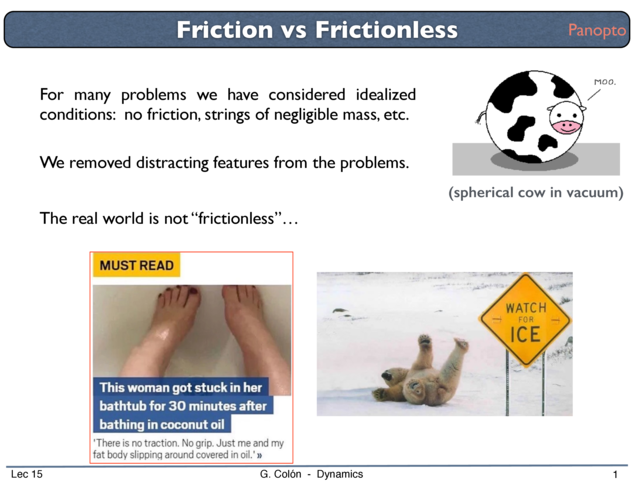 Friction vs Frictionless
Panopto
For many problems we have considered idealized
conditions: no friction, strings of negligible mass, etc.
MOO.
We removed distracting features from the problems.
(spherical cow in vacuum)
The real world is not “frictionless”…
MUST READ
This woman got stuck in her
bathtub for 30 minutes after
bathing in coconut oil
'There is no traction. No grip. Just me and my
fat body slipping around covered in oil.' »
WATCH
FOR
ICE
Lec 15
G. Colón - Dynamics
1